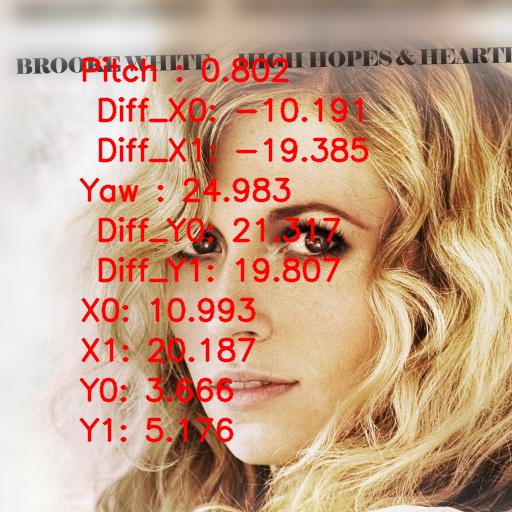 BROOKE WHITE HIGH HOPES & HEARTB
Pitch : 0.802
Diff_X0: -10.191
Diff_X1: -19.385
Yaw : 24.983
Diff_Y0: 21.317
Diff_Y1: 19.807
X0: 10.993
X1: 20.187
Y0: 3.666
Y1: 5.176